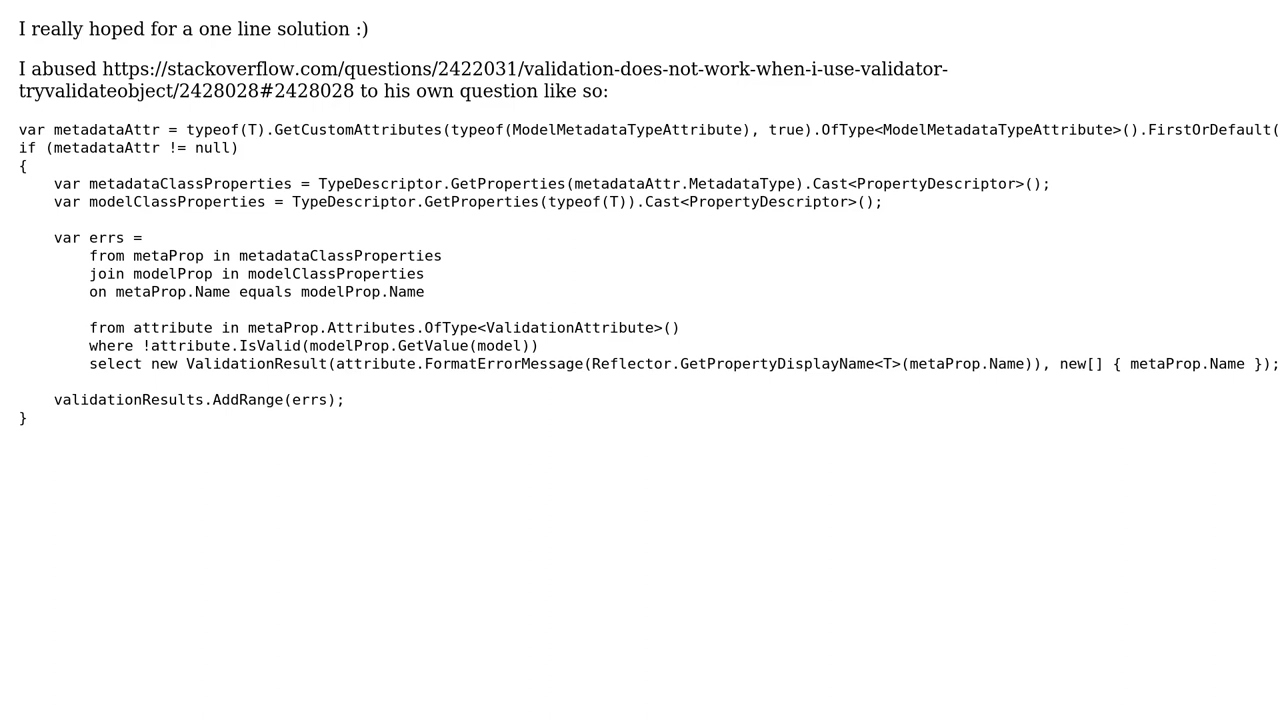 I really hoped for a one line solution :)
I abused https://stackoverflow.com/questions/2422031/validation-does-not-work-when-i-use-validator-
tryvalidateobject/2428028#2428028 to his own question like so:
var metadataAttr = typeof(T).GetCustomAttributes(typeof(ModelMetadataTypeAttribute), true).OfType<ModelMetadataTypeAttribute>().FirstOrDefault(
if (metadataAttr != null)
{
    var metadataClassProperties = TypeDescriptor.GetProperties(metadataAttr.MetadataType).Cast<PropertyDescriptor>();
    var modelClassProperties = TypeDescriptor.GetProperties(typeof(T)).Cast<PropertyDescriptor>();
    var errs =
        from metaProp in metadataClassProperties
        join modelProp in modelClassProperties
        on metaProp.Name equals modelProp.Name
        from attribute in metaProp.Attributes.OfType<ValidationAttribute>()
        where !attribute.IsValid(modelProp.GetValue(model))
        select new ValidationResult(attribute.FormatErrorMessage(Reflector.GetPropertyDisplayName<T>(metaProp.Name)), new[] { metaProp.Name });
    validationResults.AddRange(errs);
}